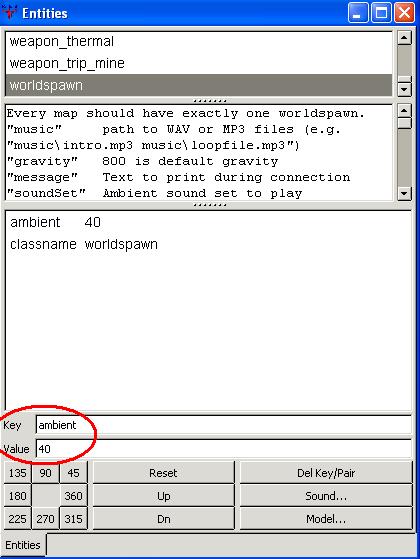 Entities
weapon_thermal
weapon_trip_mine
worldspawn
Every map should have exactly one worldspawn.
"music" path to WAV or MP3 files (e.g.
"music\intro.mp3 music\loopfile.mp3")
"gravity" 800 is default gravity
"message" Text to print during connection
"soundSet" Ambient sound set to play
ambient 40
classname worldspawn
Key ambient
Value 40
135 90 45 Reset Del Key/Pair
180 360 Up Sound...
225 270 315 Dn Model...
Entities